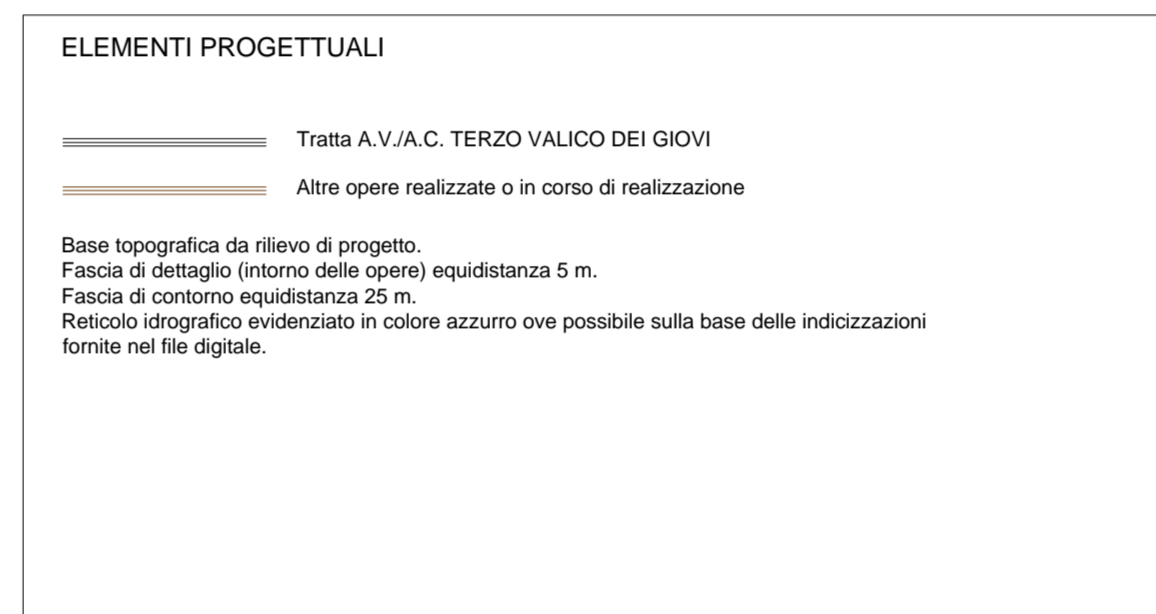 ELEMENTI PROGETTUALI
Tratta A.V./A.C. TERZO VALICO DEI GIOVI
Altre opere realizzate o in corso di realizzazione
Base topografica da rilievo di progetto.
Fascia di dettaglio (intorno delle opere) equidistanza 5 m.
Fascia di contorno equidistanza 25 m.
Reticolo idrografico evidenziato in colore azzurro ove possibile sulla base delle indicizzazioni
fornite nel file digitale.